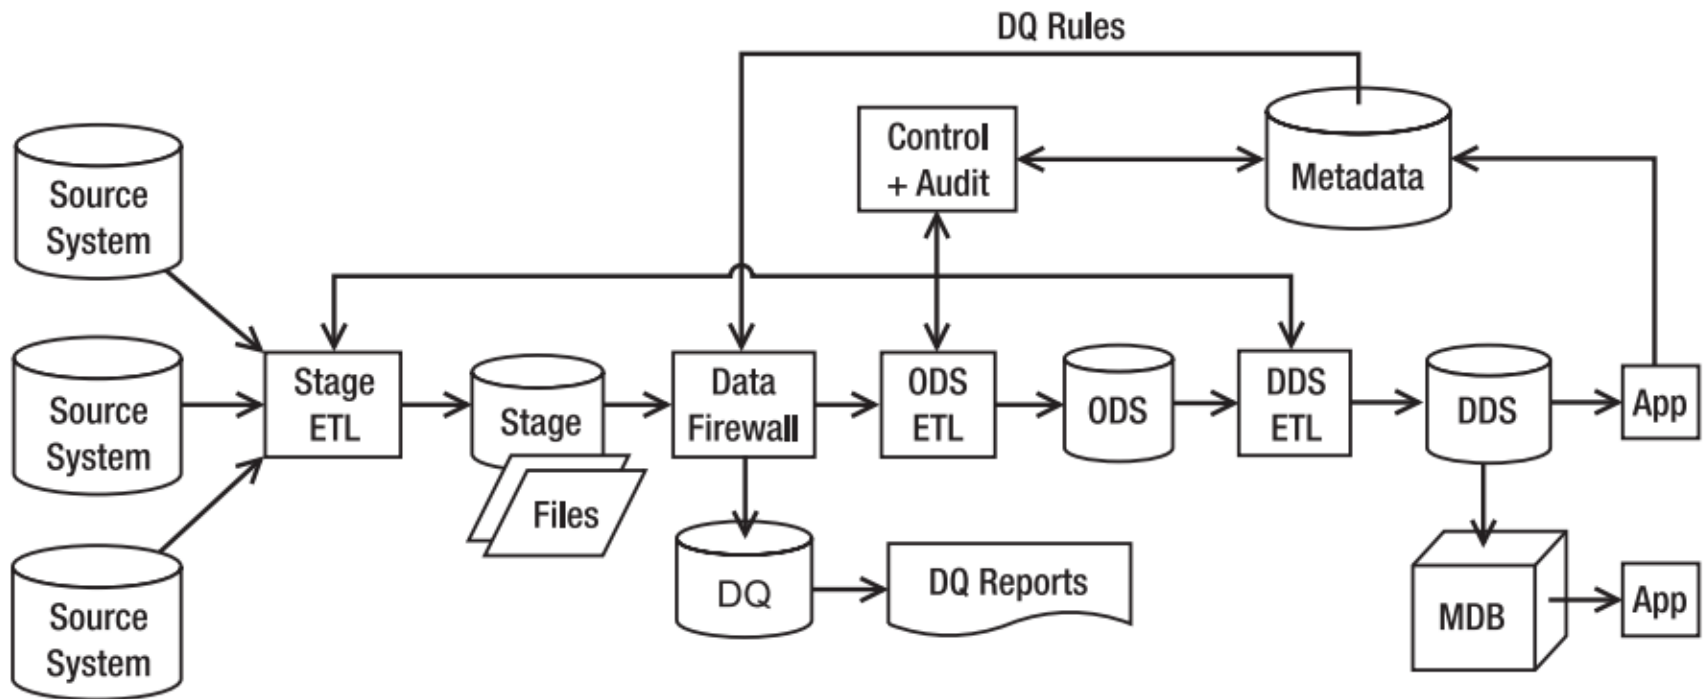 DQ Rules
Control
+ Audit
Metadata
Source
System
Source
System
Source
System
Stage
ETL
Stage
Files
Data
Firewall
ODS
ETL
ODS
DDS
ETL
DDS
App
DQ
DQ Reports
MDB
App